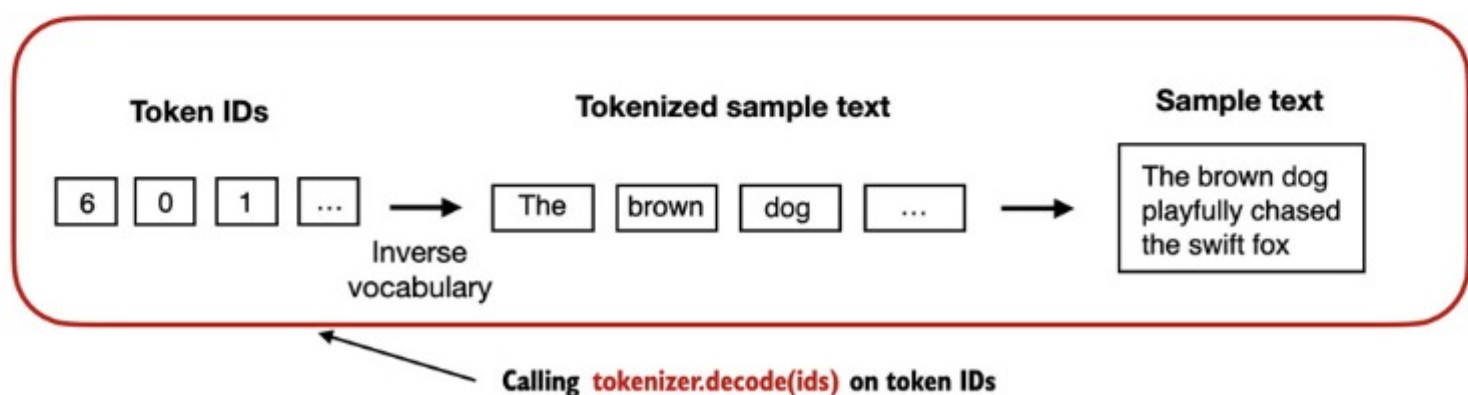 Token IDs
Tokenized sample text
Sample text
6 0 1 ...
The brown dog ...
The brown dog
playfully chased
the swift fox
Inverse
vocabulary
Calling tokenizer.decode(ids) on token IDs